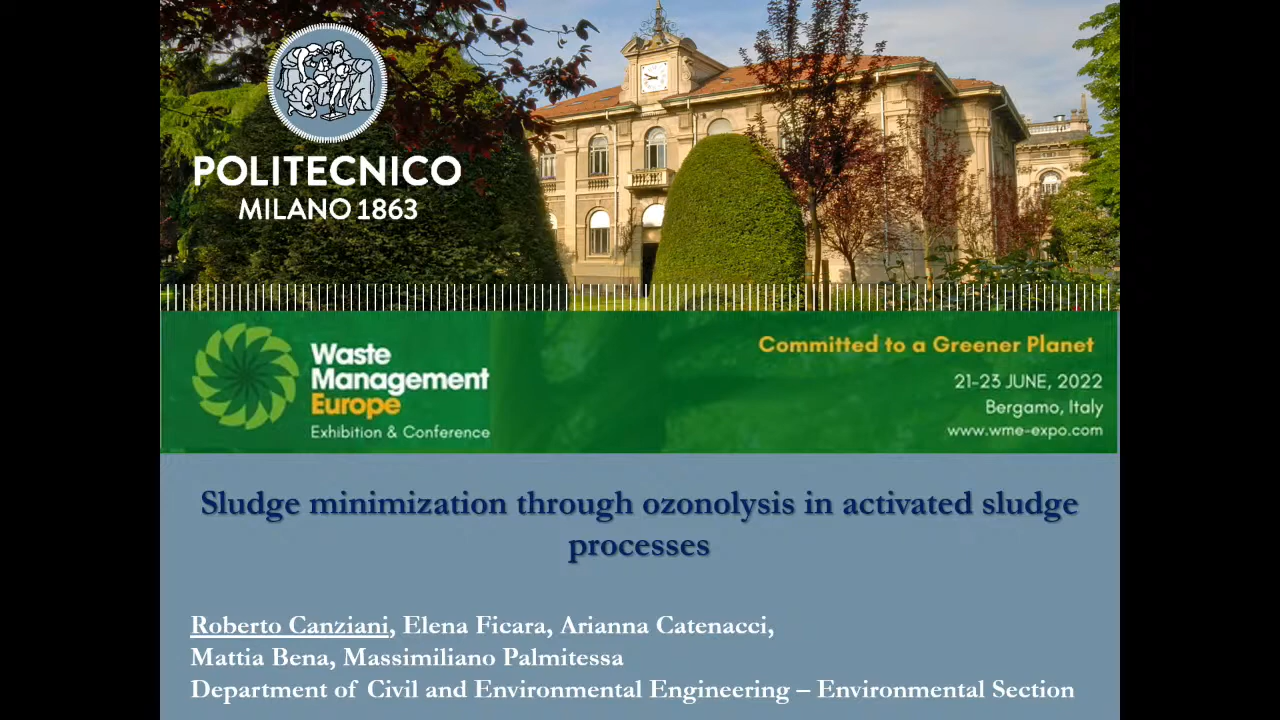 POLITECNICO
MILANO 1863
Waste
Management
Europe
Exhibition & Conference
Committed to a Greener Planet
21-23 JUNE, 2022
Bergamo, Italy
www.wme-expo.com
Sludge minimization through ozonolysis in activated sludge
processes
Roberto Canziani, Elena Ficara, Arianna Catenacci,
Mattia Bena, Massimiliano Palmitessa
Department of Civil and Environmental Engineering – Environmental Section